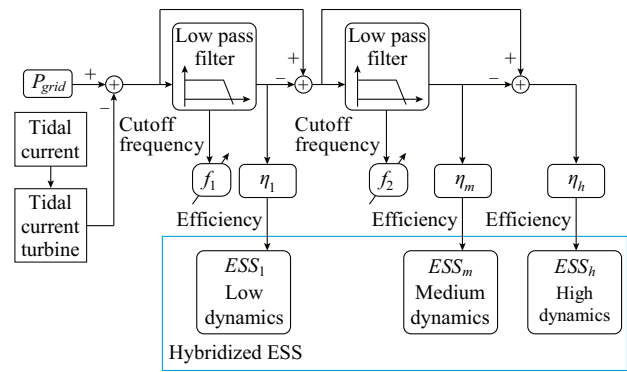 Low pass
filter
Low pass
filter
+
+
P_grid
+
−
−
+
+
+
−
Cutoff
frequency
Cutoff
frequency
Tidal
current
f_1
η_1
f_2
η_m
η_h
Tidal
current
turbine
Efficiency
Efficiency
Efficiency
ESS_1
Low
dynamics
ESS_m
Medium
dynamics
ESS_h
High
dynamics
Hybridized ESS